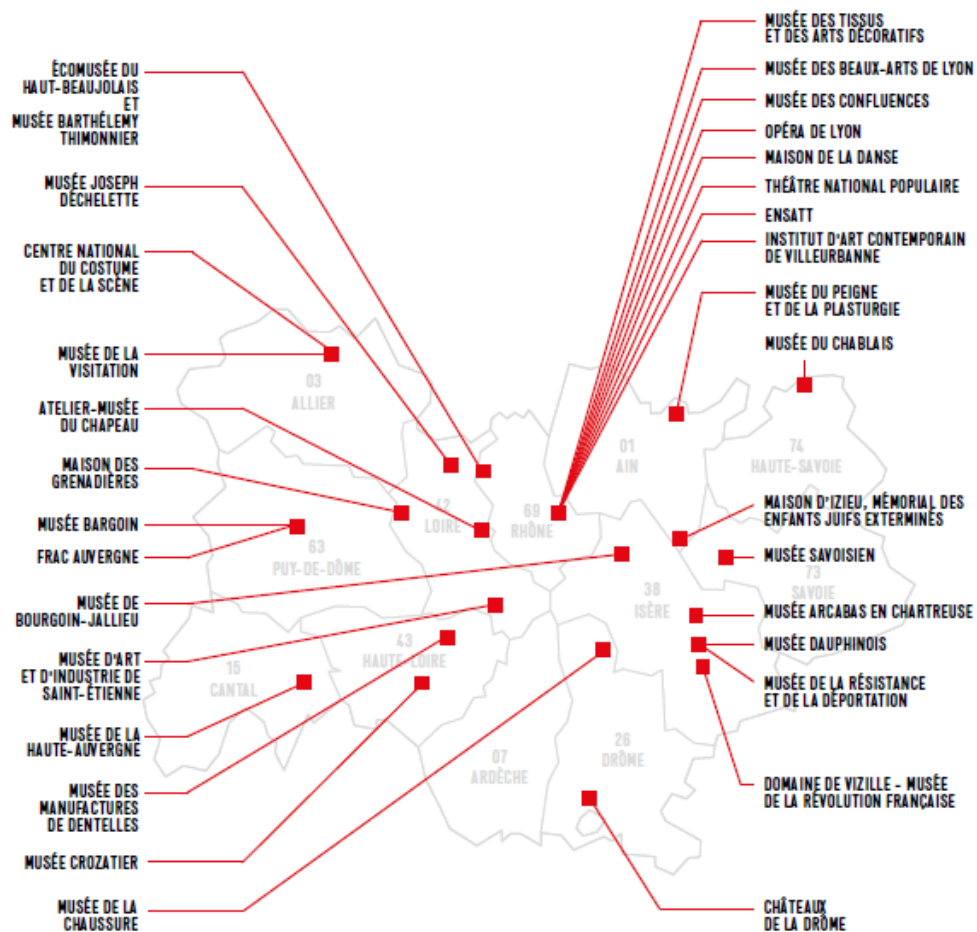 ÉCOMUSÉE DU
HAUT-BEAUJOLAIS
ET
MUSÉE BARTHÉLEMY
THIMONNIER
MUSÉE JOSEPH
DÉCHELETTE
CENTRE NATIONAL
DU COSTUME
ET DE LA SCÈNE
MUSÉE DE LA
VISITATION
ATELIER-MUSÉE
DU CHAPEAU
MAISON DES
GRENADIÈRES
MUSÉE BARGOIN
FRAC AUVERGNE
MUSÉE DE
BOURGOIN-JALLIEU
MUSÉE D'ART
ET D'INDUSTRIE DE
SAINT-ÉTIENNE
MUSÉE DE LA
HAUTE-AUVERGNE
MUSÉE DES
MANUFACTURES
DE DENTELLES
MUSÉE CROZATIER
MUSÉE DE LA
CHAUSSURE
03
ALLIER
63
PUY-DE-DÔME
15
CANTAL
43
HAUTE-LOIRE
42
LOIRE
69
RHÔNE
01
AIN
74
HAUTE-SAVOIE
73
SAVOIE
38
ISÈRE
07
ARDÈCHE
26
DRÔME
MUSÉE DES TISSUS
ET DES ARTS DÉCORATIFS
MUSÉE DES BEAUX-ARTS DE LYON
MUSÉE DES CONFLUENCES
OPÉRA DE LYON
MAISON DE LA DANSE
THÉÂTRE NATIONAL POPULAIRE
ENSATT
INSTITUT D'ART CONTEMPORAIN
DE VILLEURBANNE
MUSÉE DU PEIGNE
ET DE LA PLASTURGIE
MUSÉE DU CHABLAIS
MAISON D'IZIEU, MÉMORIAL DES
ENFANTS JUIFS EXTERMINÉS
MUSÉE SAVOISIEN
MUSÉE ARCABAS EN CHARTREUSE
MUSÉE DAUPHINOIS
MUSÉE DE LA RÉSISTANCE
ET DE LA DÉPORTATION
DOMAINE DE VIZILLE - MUSÉE
DE LA RÉVOLUTION FRANÇAISE
CHÂTEAUX
DE LA DRÔME